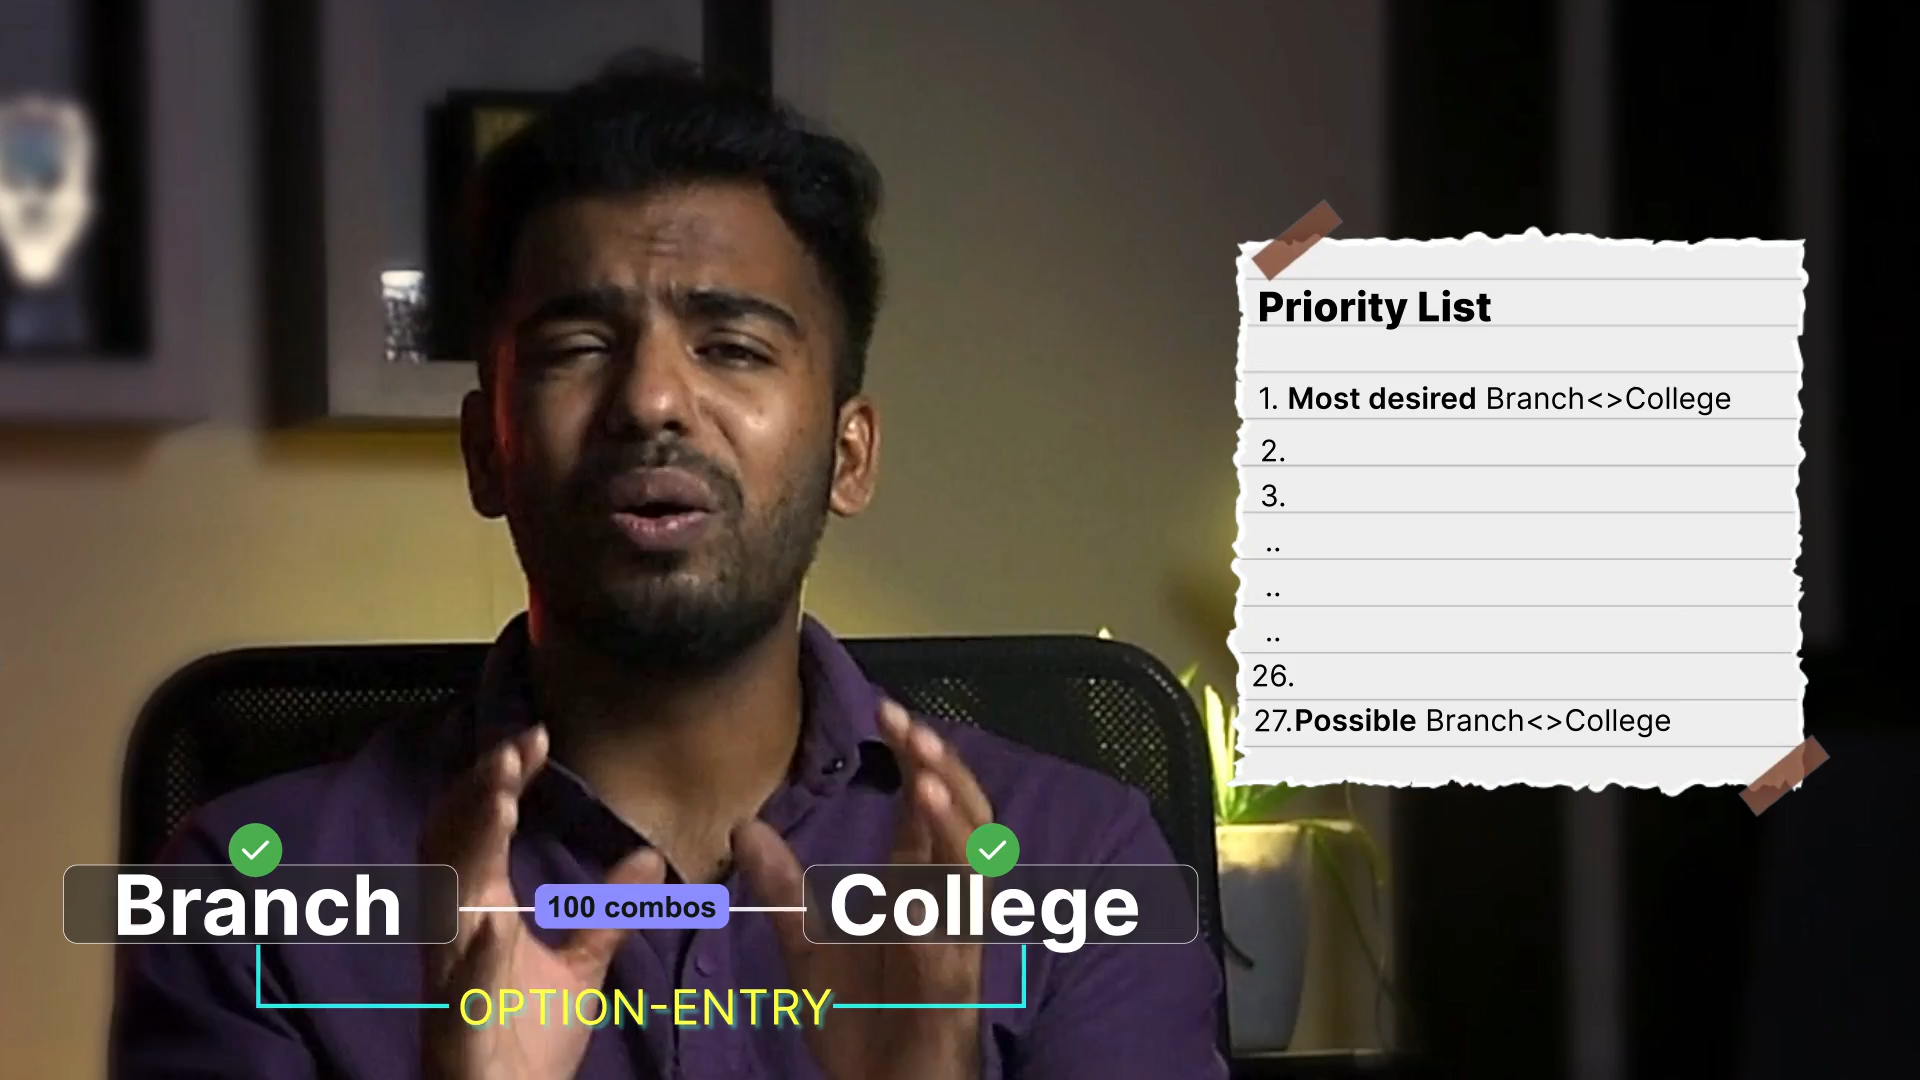 Priority List
1. Most desired Branch<>College
2.
3.
..
..
..
26.
27.Possible Branch<>College
Branch
100 combos
College
OPTION-ENTRY